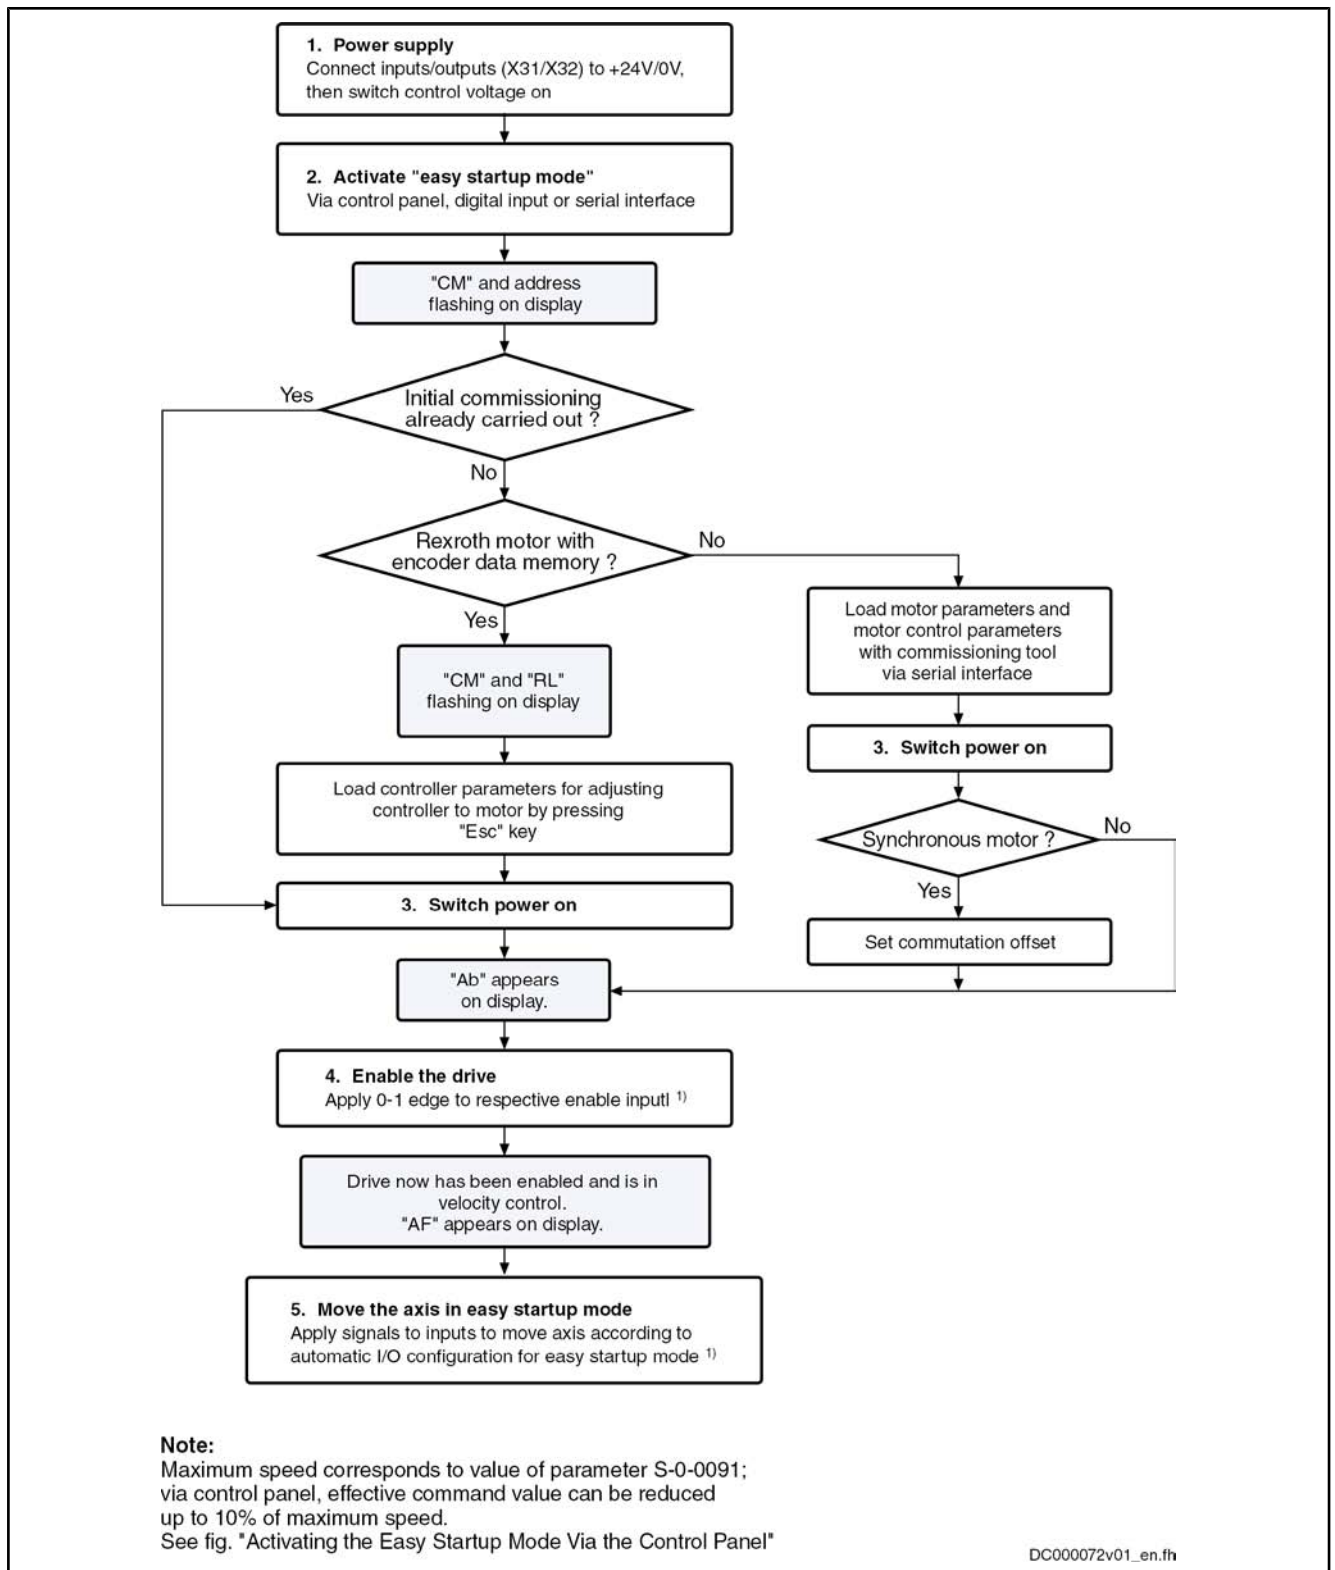 1. Power supply
Connect inputs/outputs (X31/X32) to +24V/0V,
then switch control voltage on
2. Activate "easy startup mode"
Via control panel, digital input or serial interface
"CM" and address
flashing on display
Yes
Initial commissioning
already carried out ?
No
Rexroth motor with
encoder data memory ?
No
Yes
Load motor parameters and
motor control parameters
with commissioning tool
via serial interface
"CM" and "RL"
flashing on display
3. Switch power on
Load controller parameters for adjusting
controller to motor by pressing
"Esc" key
Synchronous motor ?
No
Yes
3. Switch power on
Set commutation offset
"Ab" appears
on display.
4. Enable the drive
Apply 0-1 edge to respective enable inputl 1)
Drive now has been enabled and is in
velocity control.
"AF" appears on display.
5. Move the axis in easy startup mode
Apply signals to inputs to move axis according to
automatic I/O configuration for easy startup mode 1)
Note:
Maximum speed corresponds to value of parameter S-0-0091;
via control panel, effective command value can be reduced
up to 10% of maximum speed.
See fig. "Activating the Easy Startup Mode Via the Control Panel"
DC000072v01_en.fh